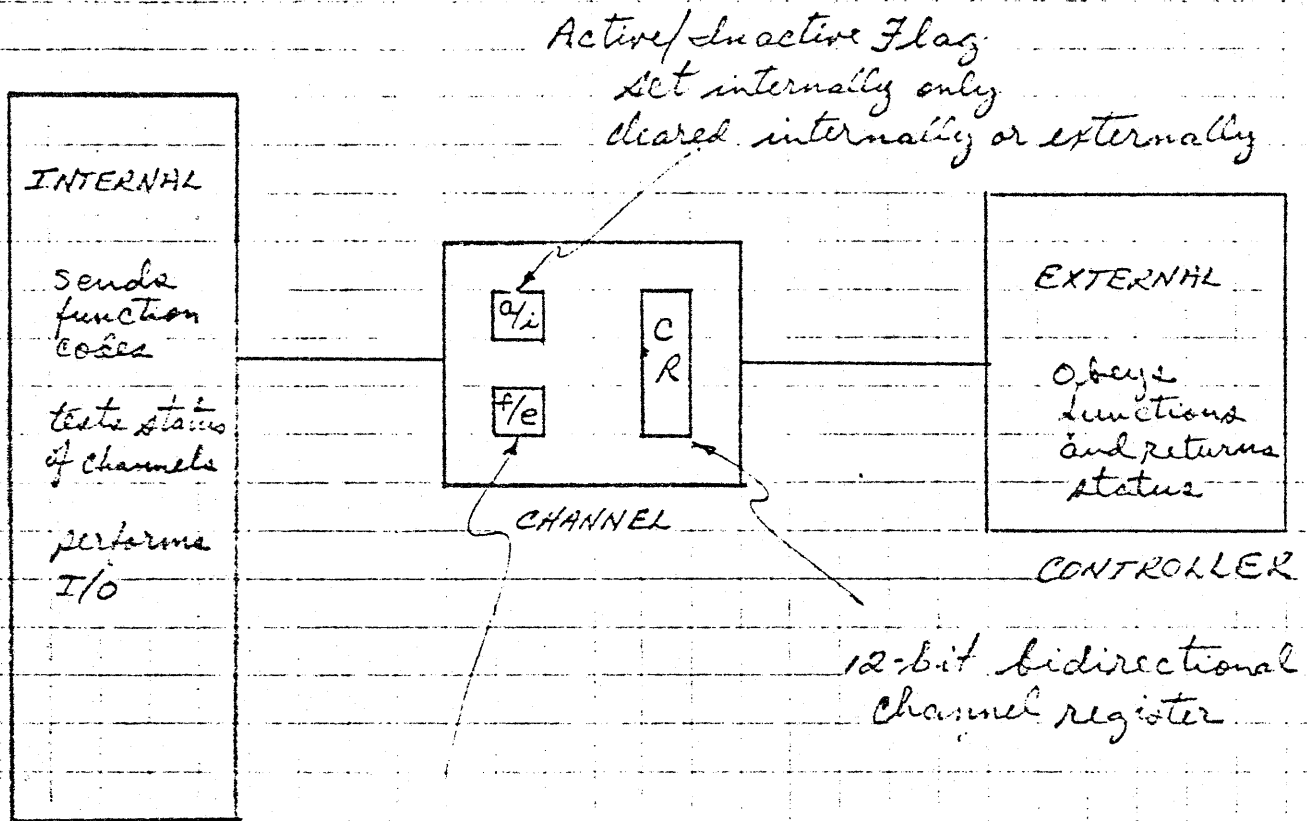 Active/Inactive Flag
set internally only
cleared internally or externally
INTERNAL
sends
function
codes
tests status
of channels
performs
I/O
a/i
f/e
C
R
CHANNEL
EXTERNAL
Obeys
functions
and returns
status
CONTROLLER
12-bit bidirectional
channel register